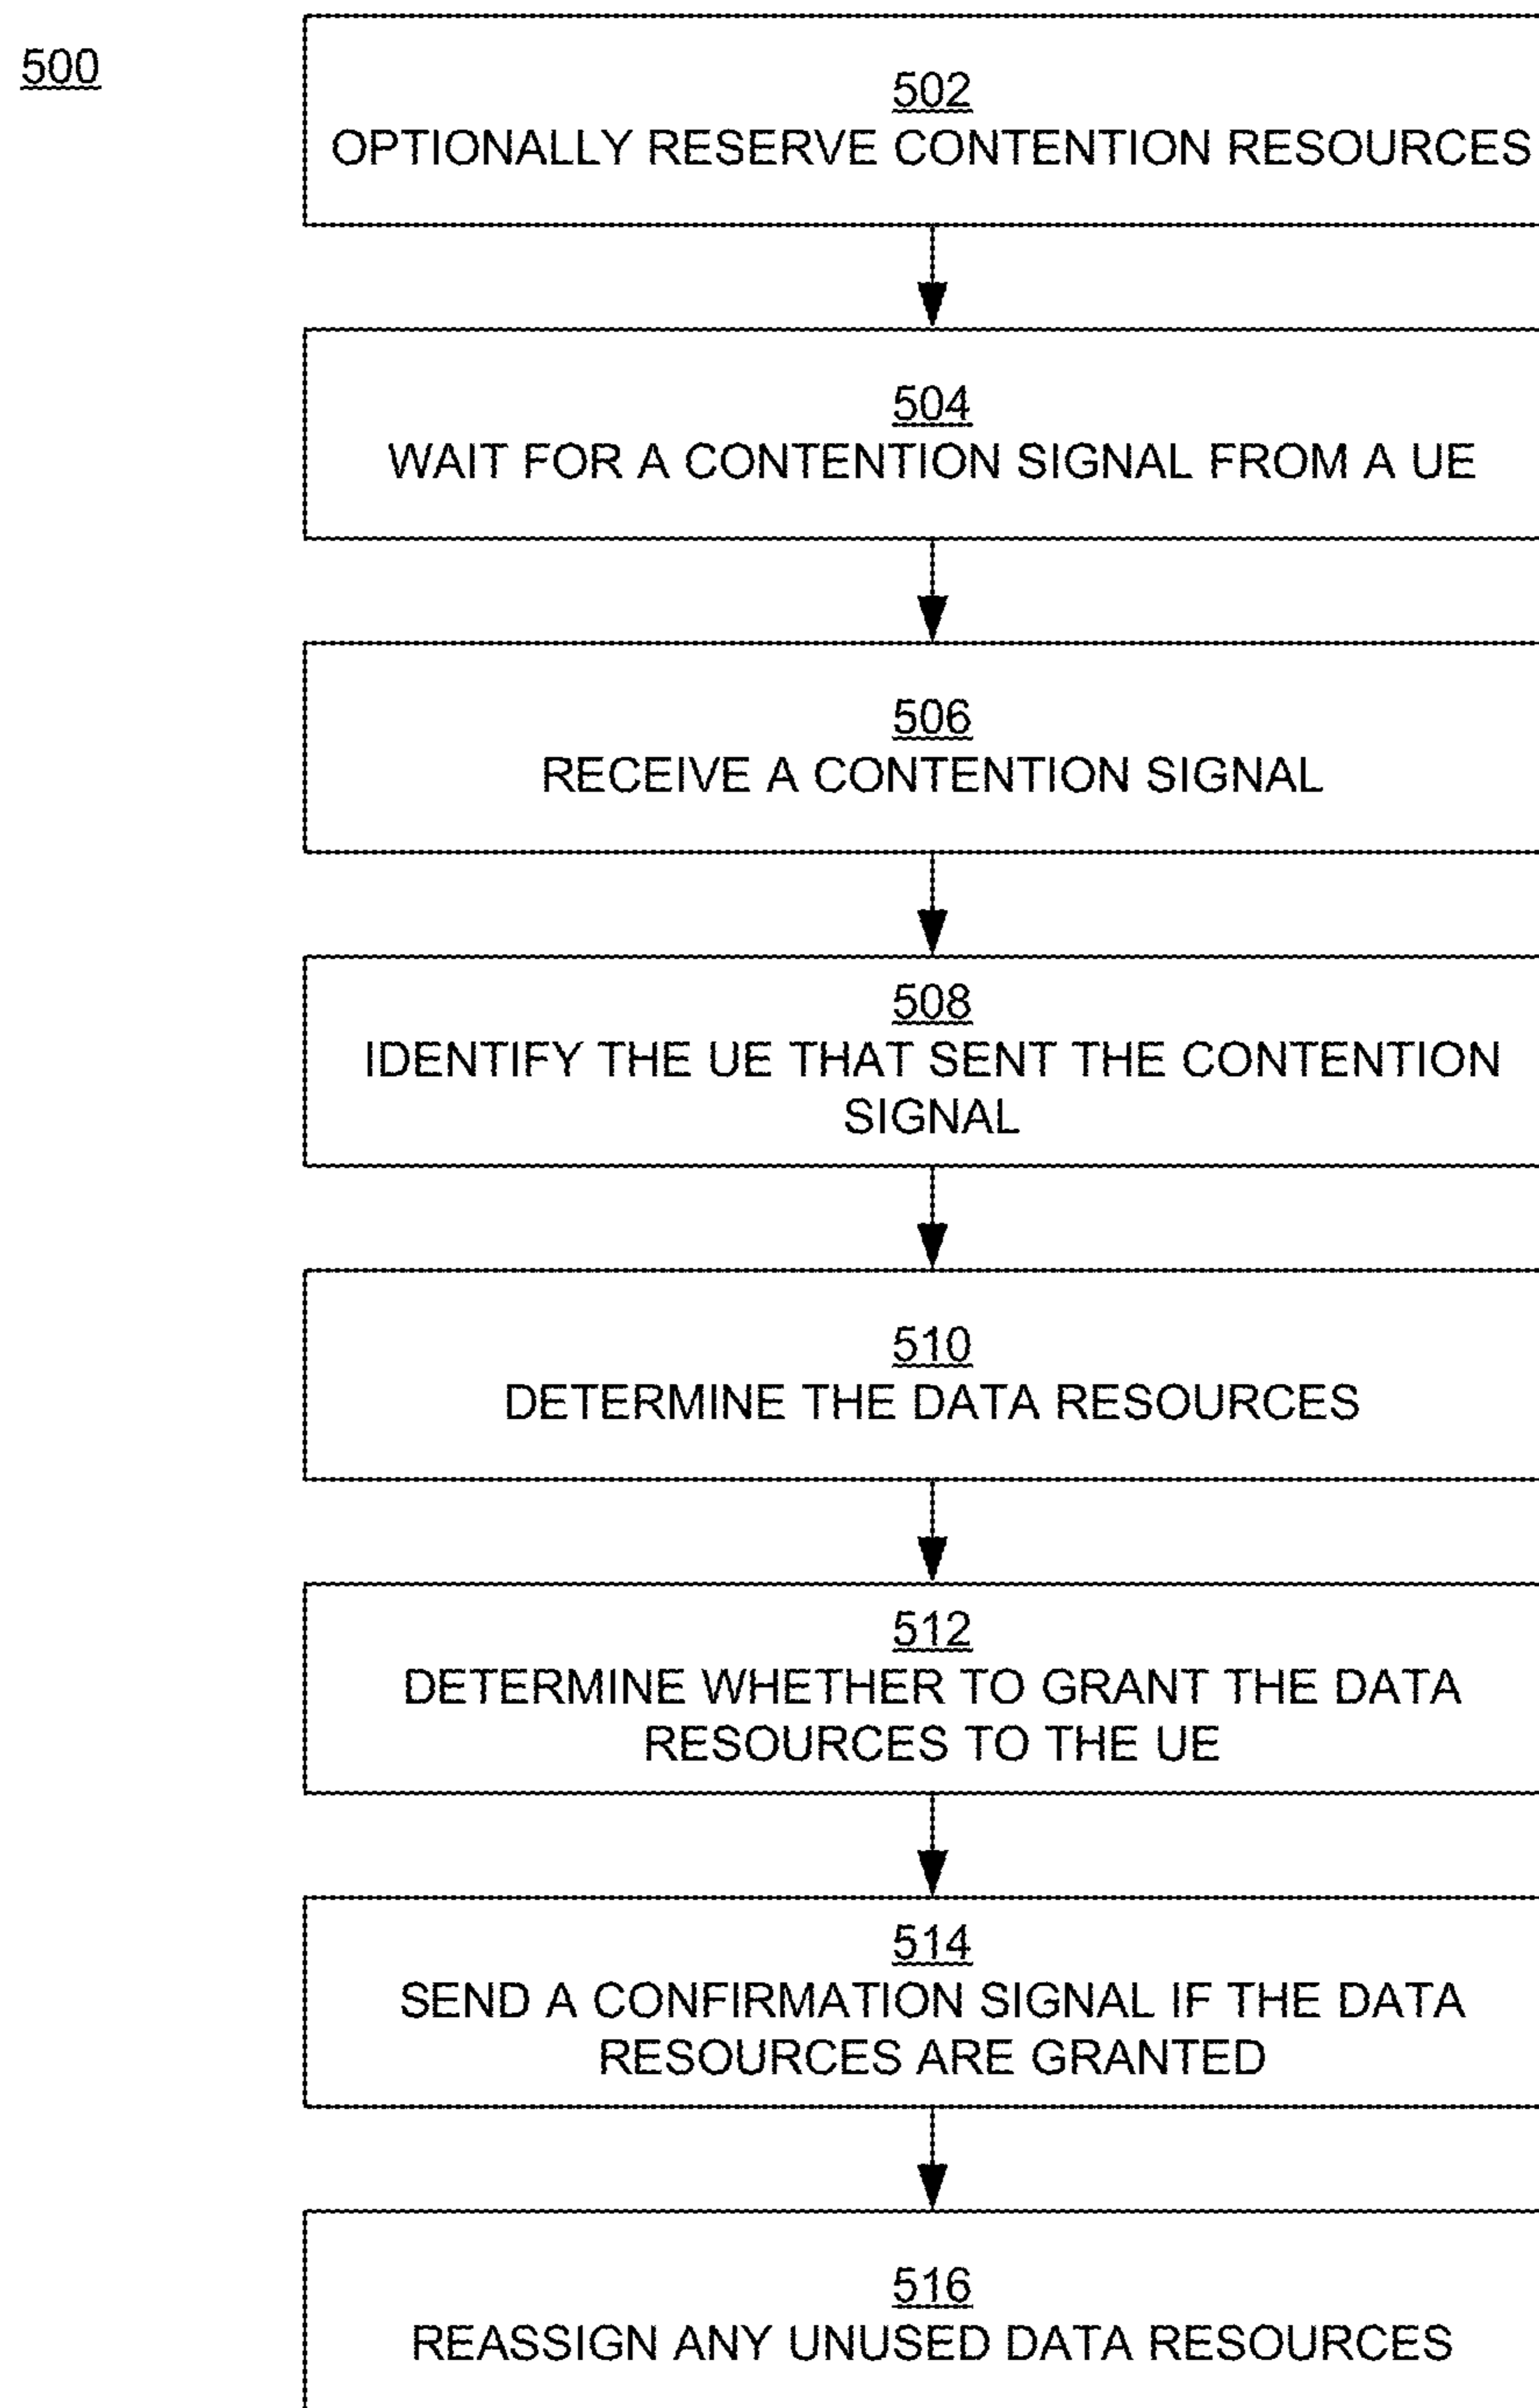 500
502
OPTIONALLY RESERVE CONTENTION RESOURCES
504
WAIT FOR A CONTENTION SIGNAL FROM A UE
506
RECEIVE A CONTENTION SIGNAL
508
IDENTIFY THE UE THAT SENT THE CONTENTION
SIGNAL
510
DETERMINE THE DATA RESOURCES
512
DETERMINE WHETHER TO GRANT THE DATA
RESOURCES TO THE UE
514
SEND A CONFIRMATION SIGNAL IF THE DATA
RESOURCES ARE GRANTED
516
REASSIGN ANY UNUSED DATA RESOURCES